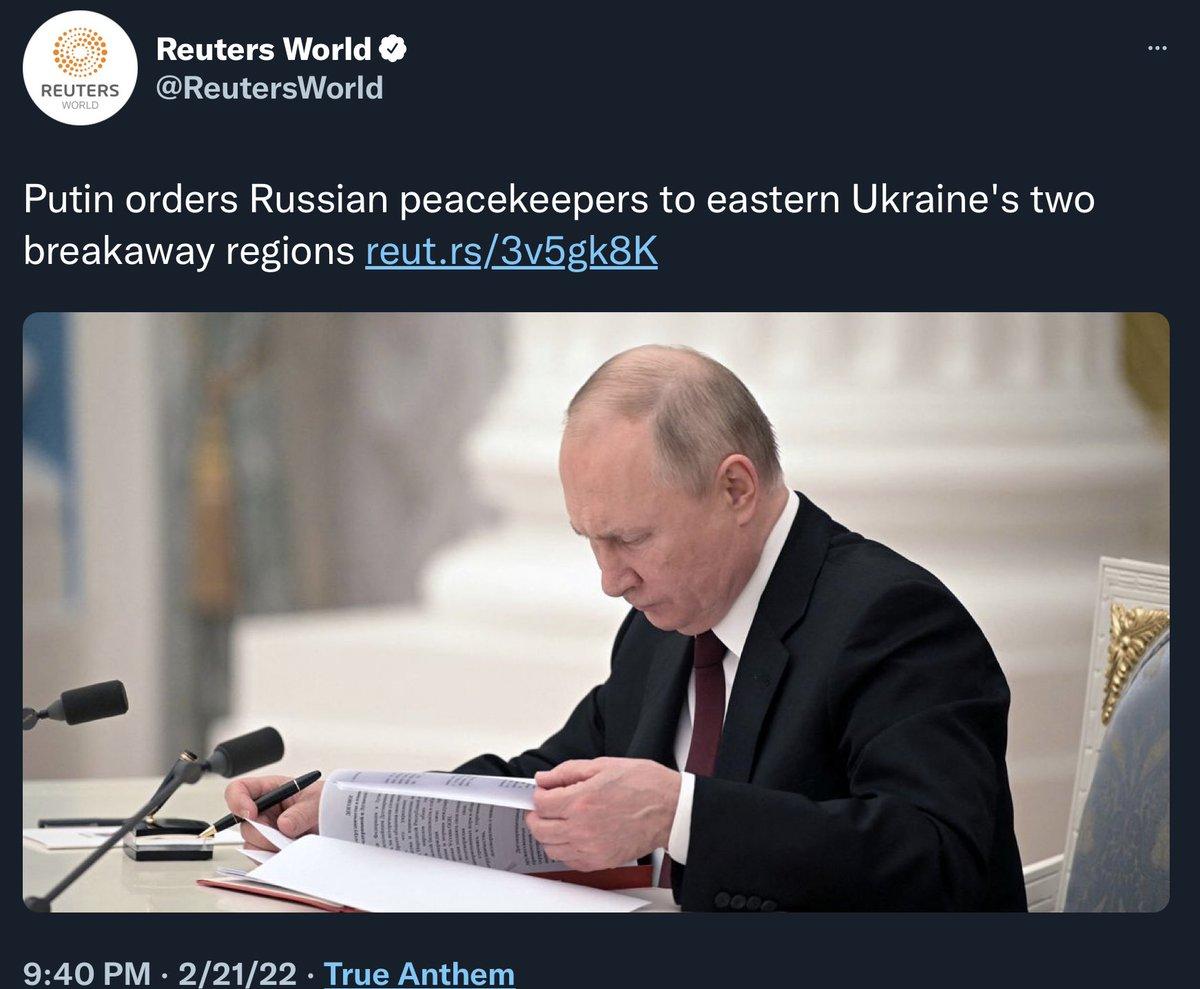 REUTERS
WORLD
Reuters World
@ReutersWorld
Putin orders Russian peacekeepers to eastern Ukraine's two
breakaway regions reut.rs/3v5gk8K
9:40 PM · 2/21/22 · True Anthem